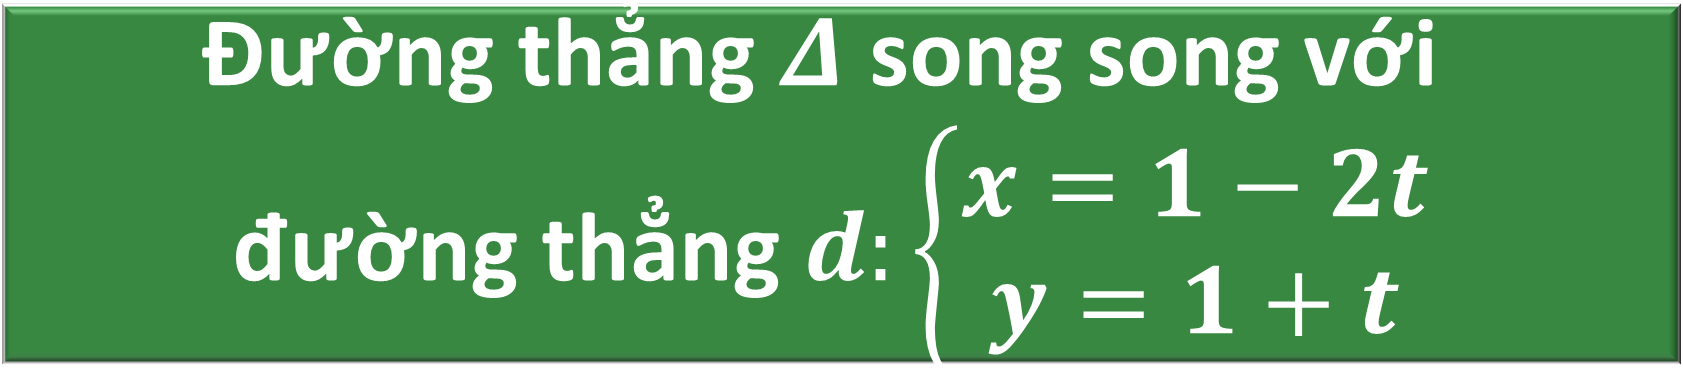 Đường thẳng Δ song song với
đường thẳng d: { x = 1 − 2t
y = 1 + t